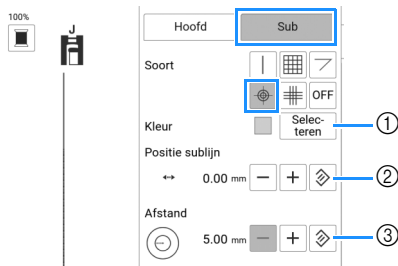 100%
J
Hoofd
Sub
Soort
OFF
Kleur
Selec-
teren
①
Positie sublijn
0.00 mm
②
Afstand
5.00 mm
③